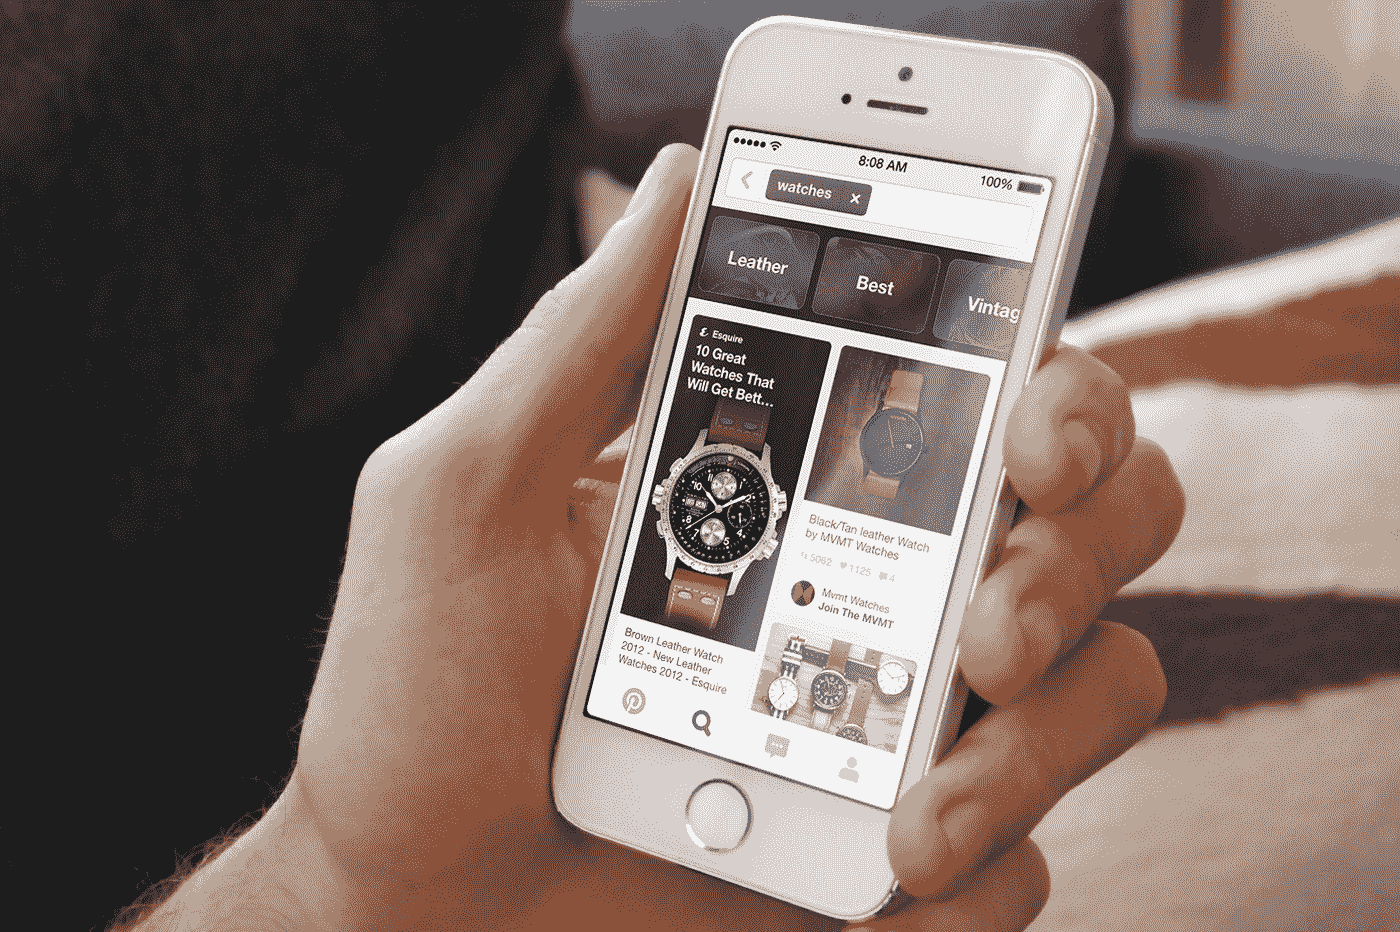 8:08 AM
100%
watches ×
Leather
Best
Vintag
Esquire
10 Great
Watches That
Will Get Bett...
Brown Leather Watch
2012 - New Leather
Watches 2012 - Esquire
Black/Tan leather Watch
by MVMT Watches
5062 1125 4
Mvmt Watches
Join The MVMT